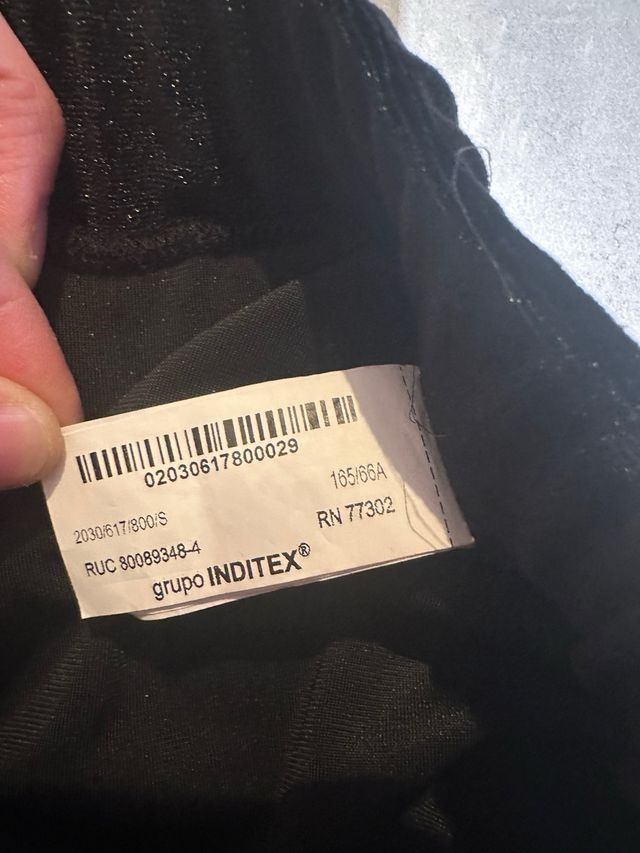 02030617800029
165/66A
2030/617/800/S
RN 77302
RUC 80089348-4
grupo INDITEX®